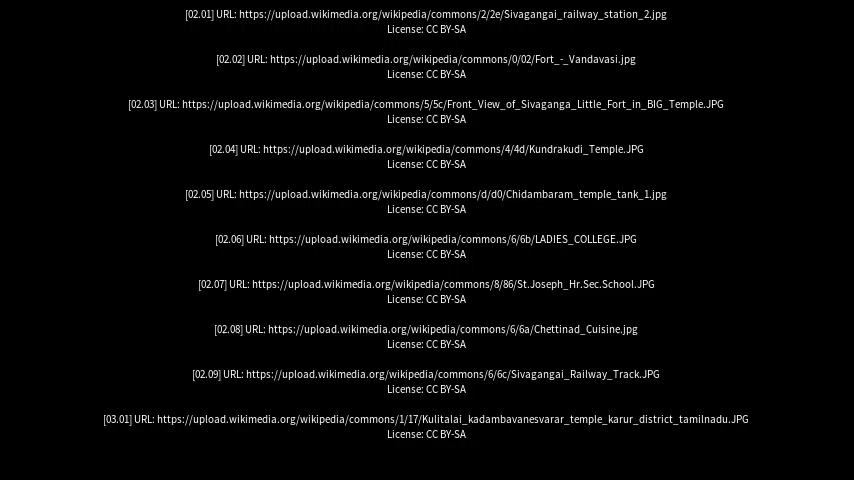 [02.01] URL: https://upload.wikimedia.org/wikipedia/commons/2/2e/Sivagangai_railway_station_2.jpg
License: CC BY-SA
[02.02] URL: https://upload.wikimedia.org/wikipedia/commons/0/02/Fort_-_Vandavasi.jpg
License: CC BY-SA
[02.03] URL: https://upload.wikimedia.org/wikipedia/commons/5/5c/Front_View_of_Sivaganga_Little_Fort_in_BIG_Temple.JPG
License: CC BY-SA
[02.04] URL: https://upload.wikimedia.org/wikipedia/commons/4/4d/Kundrakudi_Temple.JPG
License: CC BY-SA
[02.05] URL: https://upload.wikimedia.org/wikipedia/commons/d/d0/Chidambaram_temple_tank_1.jpg
License: CC BY-SA
[02.06] URL: https://upload.wikimedia.org/wikipedia/commons/6/6b/LADIES_COLLEGE.JPG
License: CC BY-SA
[02.07] URL: https://upload.wikimedia.org/wikipedia/commons/8/86/St.Joseph_Hr.Sec.School.JPG
License: CC BY-SA
[02.08] URL: https://upload.wikimedia.org/wikipedia/commons/6/6a/Chettinad_Cuisine.jpg
License: CC BY-SA
[02.09] URL: https://upload.wikimedia.org/wikipedia/commons/6/6c/Sivagangai_Railway_Track.JPG
License: CC BY-SA
[03.01] URL: https://upload.wikimedia.org/wikipedia/commons/1/17/Kulitalai_kadambavanesvarar_temple_karur_district_tamilnadu.JPG
License: CC BY-SA